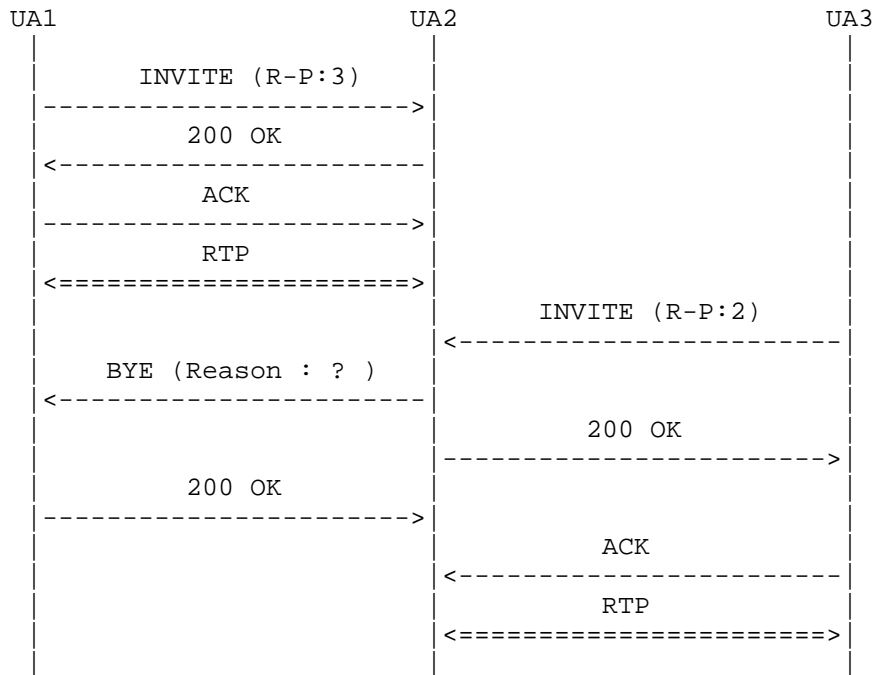 UA1 UA2 UA3
INVITE (R-P:3)
200 OK
ACK
RTP
INVITE (R-P:2)
BYE (Reason : ? )
200 OK
200 OK
ACK
RTP